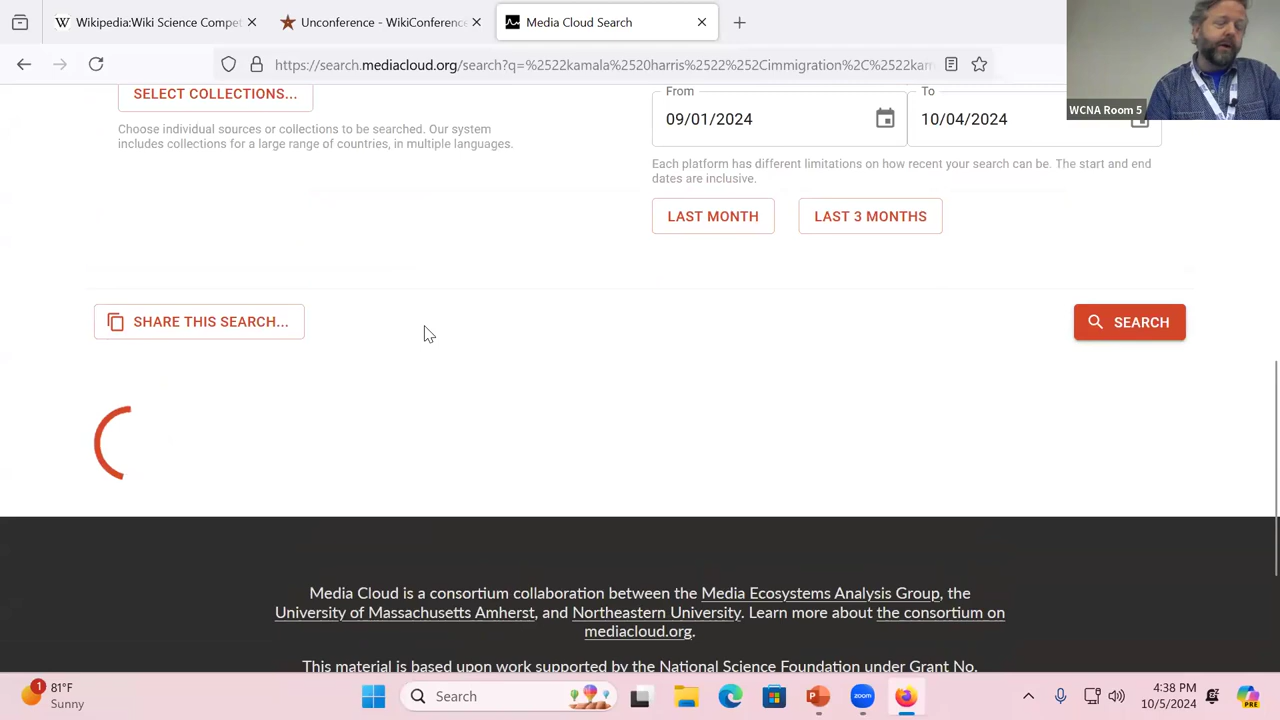 Wikipedia:Wiki Science Compet
Unconference - WikiConference
Media Cloud Search
https://search.mediacloud.org/search?q=%2522kamala%2520harris%2522%252Cimmigration%2C%2522kam
WCNA Room 5
SELECT COLLECTIONS...
Choose individual sources or collections to be searched. Our system
includes collections for a large range of countries, in multiple languages.
From
09/01/2024
To
10/04/2024
Each platform has different limitations on how recent your search can be. The start and end
dates are inclusive.
LAST MONTH
LAST 3 MONTHS
SHARE THIS SEARCH...
SEARCH
Media Cloud is a consortium collaboration between the Media Ecosystems Analysis Group, the
University of Massachusetts Amherst, and Northeastern University. Learn more about the consortium on
mediacloud.org.
This material is based upon work supported by the National Science Foundation under Grant No.
1
81°F
Sunny
Search
zoom
4:38 PM
10/5/2024
PRE